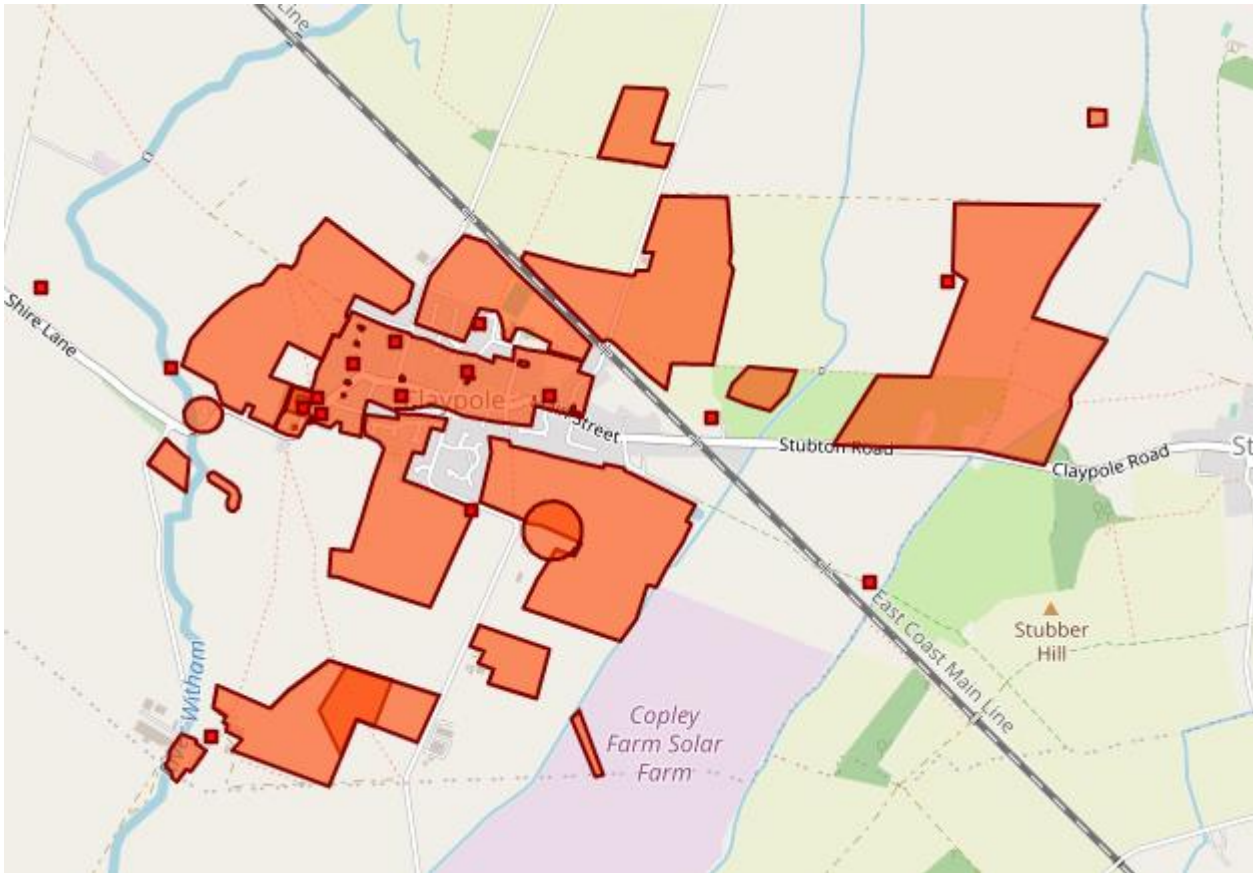 Line
Shire Lane
Claypole
Street
Stubton Road
Claypole Road
St
East Coast Main Line
Stubber
Hill
Witham
Copley
Farm Solar
Farm